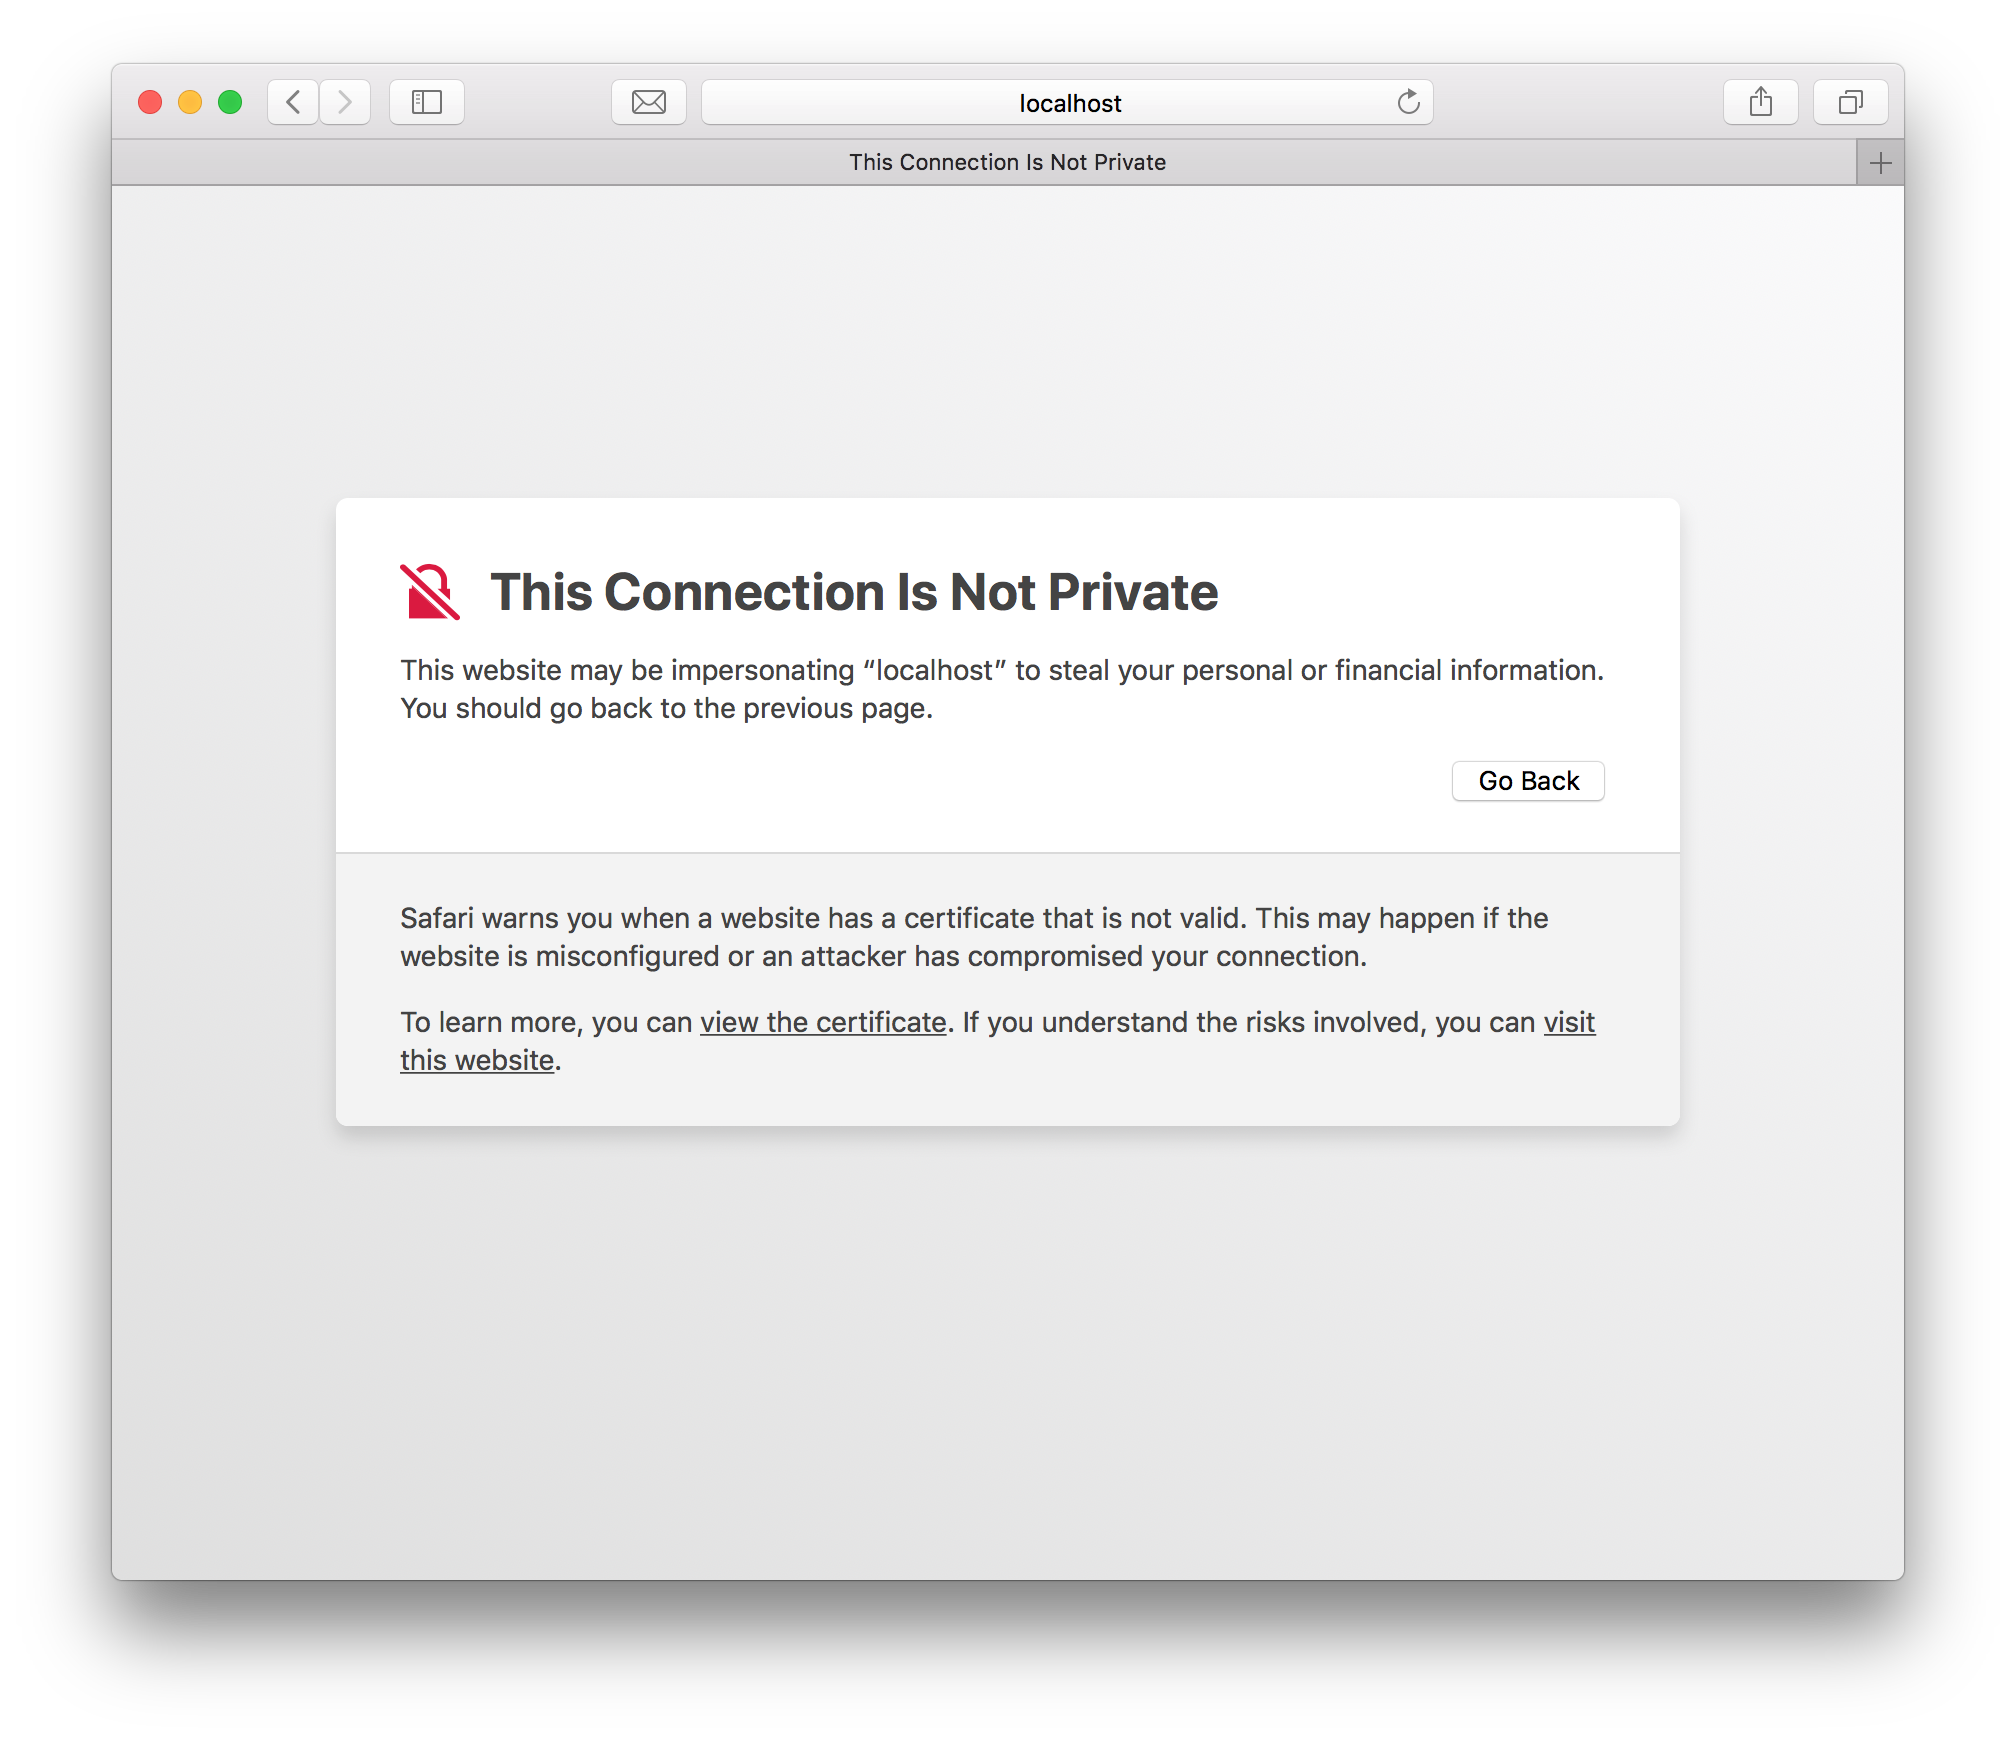 localhost
This Connection Is Not Private
This Connection Is Not Private
This website may be impersonating “localhost” to steal your personal or financial information.
You should go back to the previous page.
Go Back
Safari warns you when a website has a certificate that is not valid. This may happen if the
website is misconfigured or an attacker has compromised your connection.
To learn more, you can view the certificate. If you understand the risks involved, you can visit
this website.